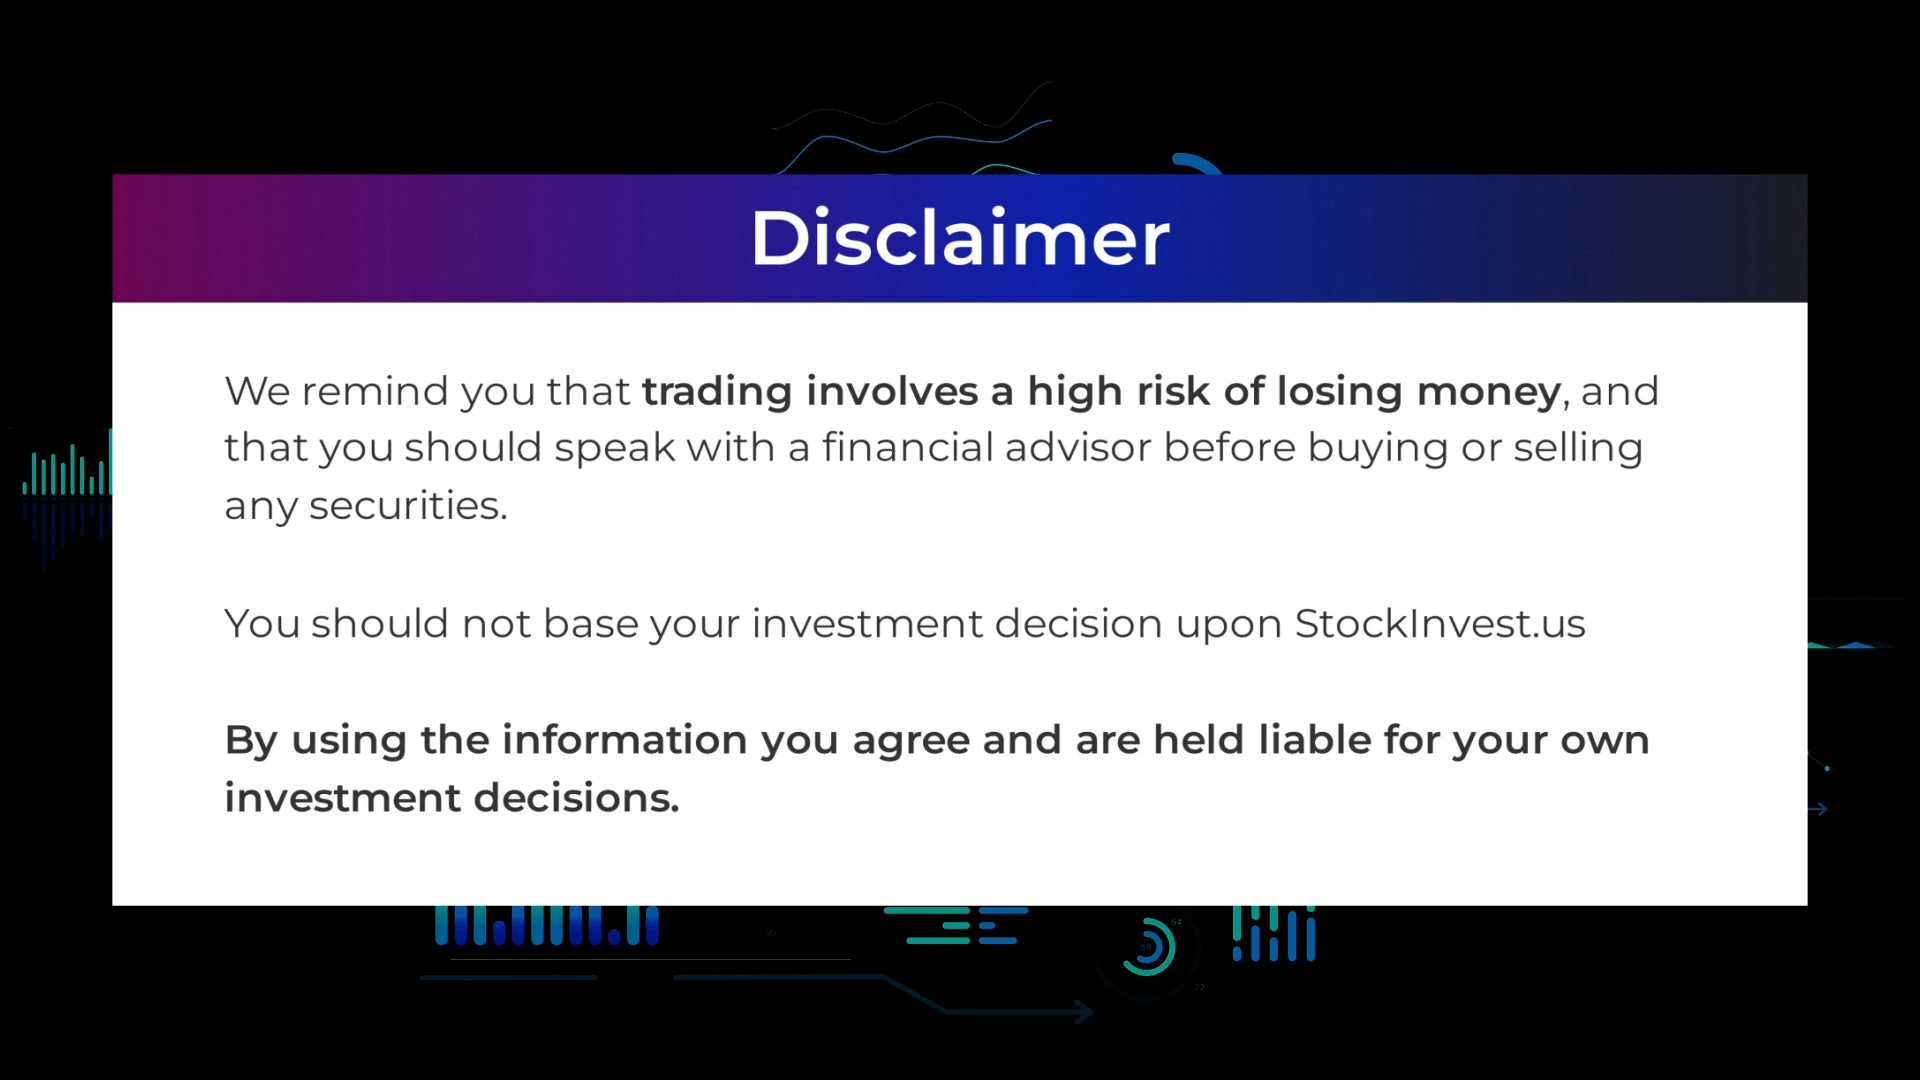 Disclaimer
We remind you that trading involves a high risk of losing money, and
that you should speak with a financial advisor before buying or selling
any securities.
You should not base your investment decision upon StockInvest.us
By using the information you agree and are held liable for your own
investment decisions.
64
72